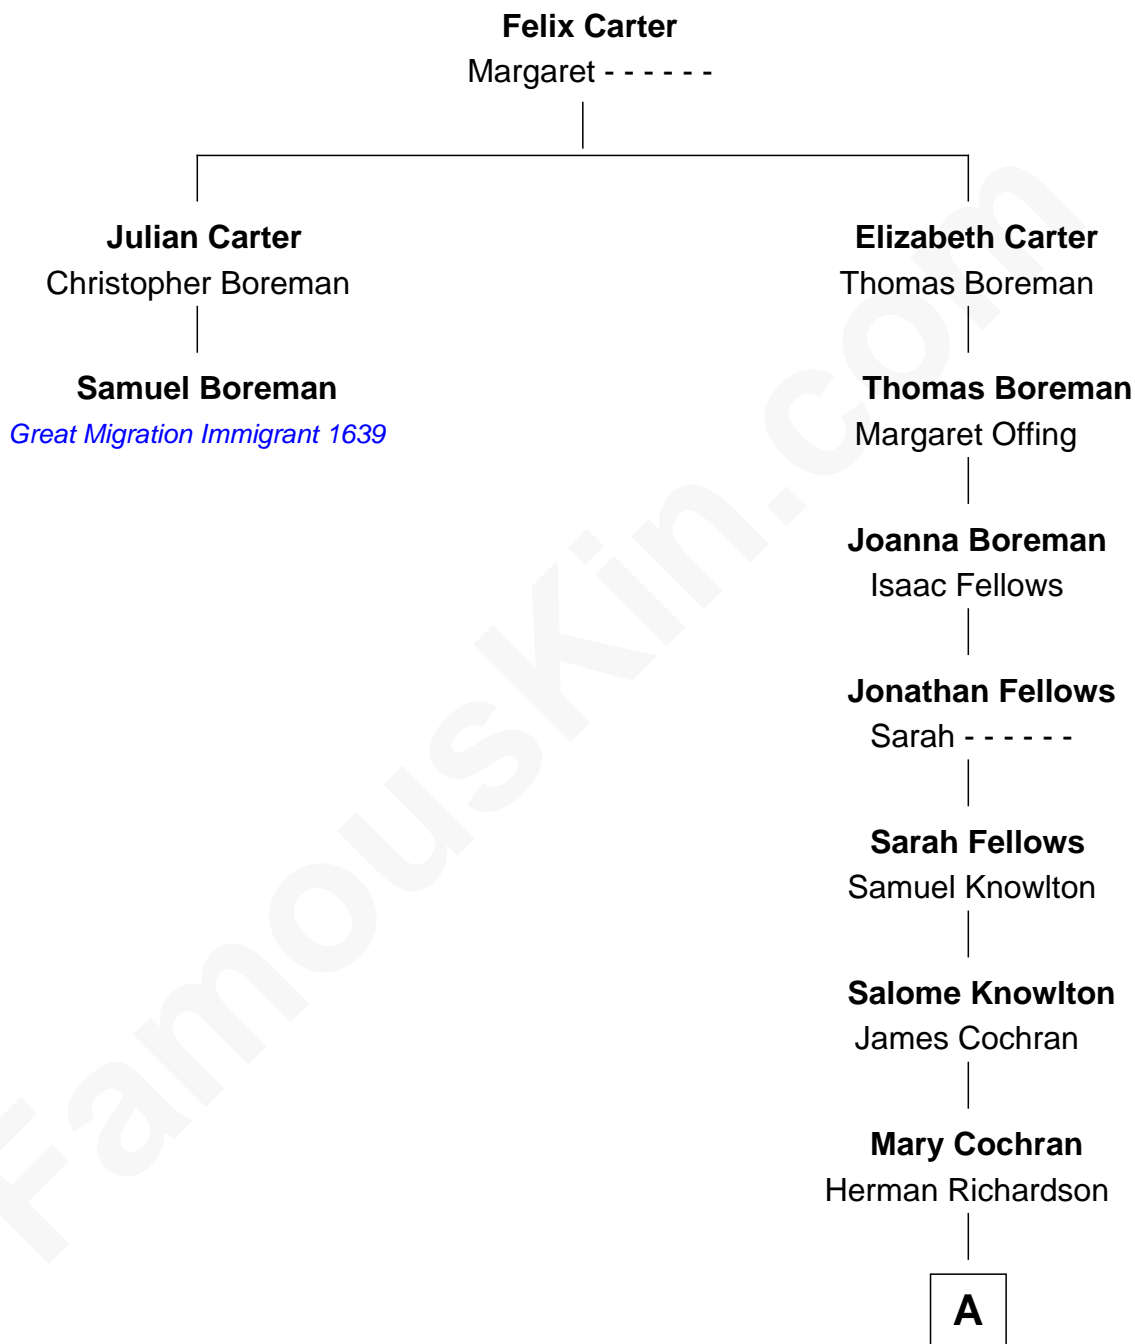 Felix Carter
Margaret - - - - - -
Julian Carter
Christopher Boreman
Samuel Boreman
Great Migration Immigrant 1639
Elizabeth Carter
Thomas Boreman
Thomas Boreman
Margaret Offing
Joanna Boreman
Isaac Fellows
Jonathan Fellows
Sarah - - - - - -
Sarah Fellows
Samuel Knowlton
Salome Knowlton
James Cochran
Mary Cochran
Herman Richardson
A
FamousKin.com